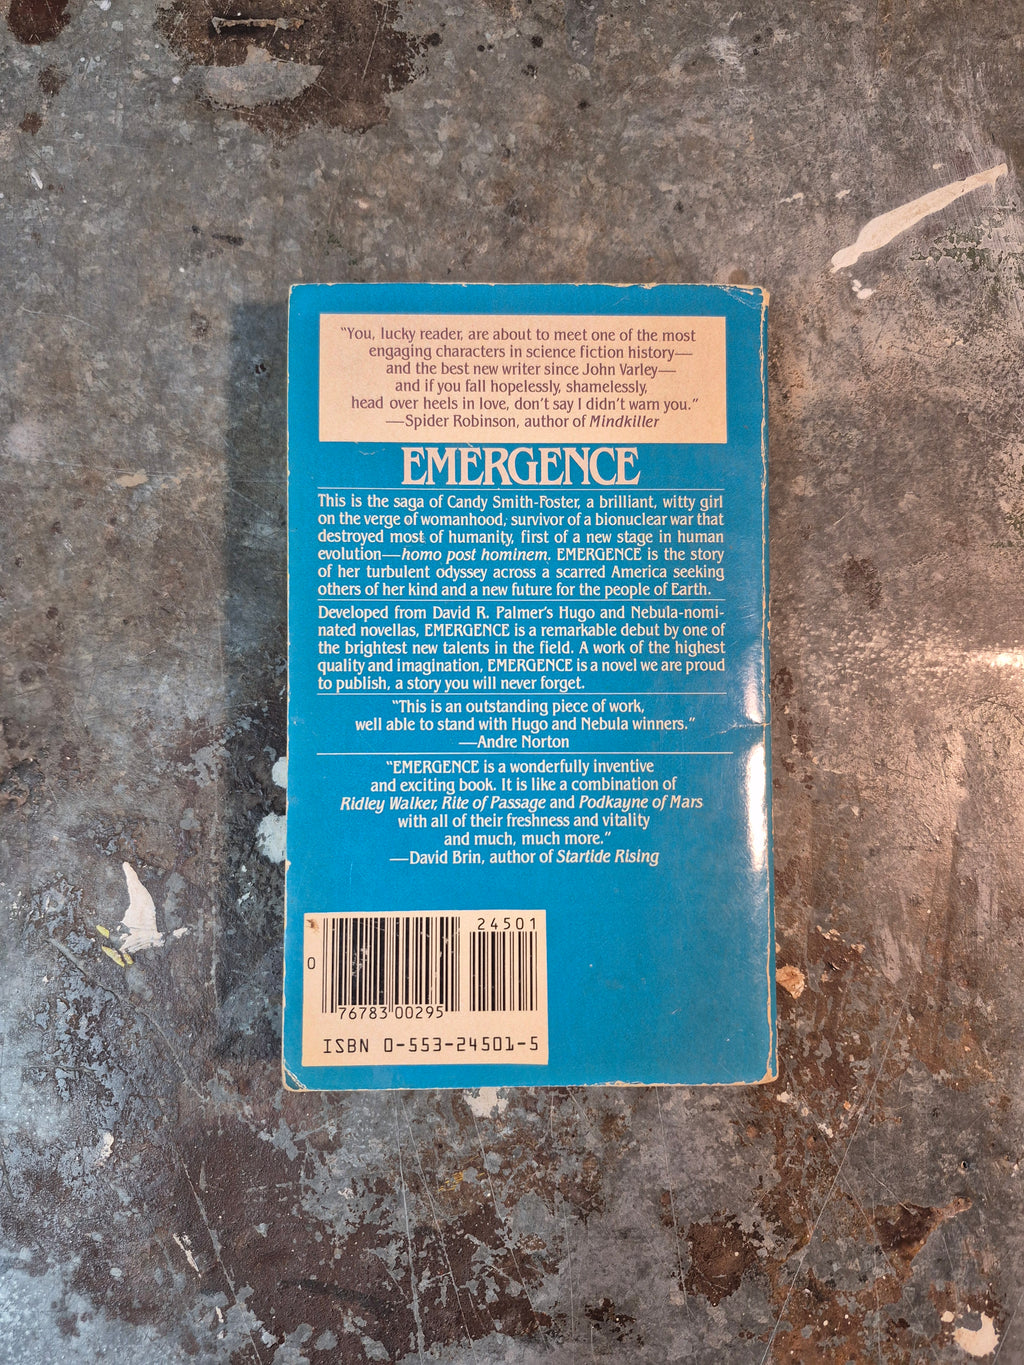 “You, lucky reader, are about to meet one of the most
engaging characters in science fiction history—
and the best new writer since John Varley—
and if you fall hopelessly, shamelessly,
head over heels in love, don’t say I didn’t warn you.”
—Spider Robinson, author of Mindkiller
EMERGENCE
This is the saga of Candy Smith-Foster, a brilliant, witty girl
on the verge of womanhood, survivor of a bionuclear war that
destroyed most of humanity, first of a new stage in human
evolution—homo post hominem. EMERGENCE is the story
of her turbulent odyssey across a scarred America seeking
others of her kind and a new future for the people of Earth.
Developed from David R. Palmer’s Hugo and Nebula-nomi-
nated novellas, EMERGENCE is a remarkable debut by one of
the brightest new talents in the field. A work of the highest
quality and imagination, EMERGENCE is a novel we are proud
to publish, a story you will never forget.
“This is an outstanding piece of work,
well able to stand with Hugo and Nebula winners.”
—Andre Norton
“EMERGENCE is a wonderfully inventive
and exciting book. It is like a combination of
Ridley Walker, Rite of Passage and Podkayne of Mars
with all of their freshness and vitality
and much, much more.”
—David Brin, author of Startide Rising
24501
0
76783 00295
ISBN 0-553-24501-5